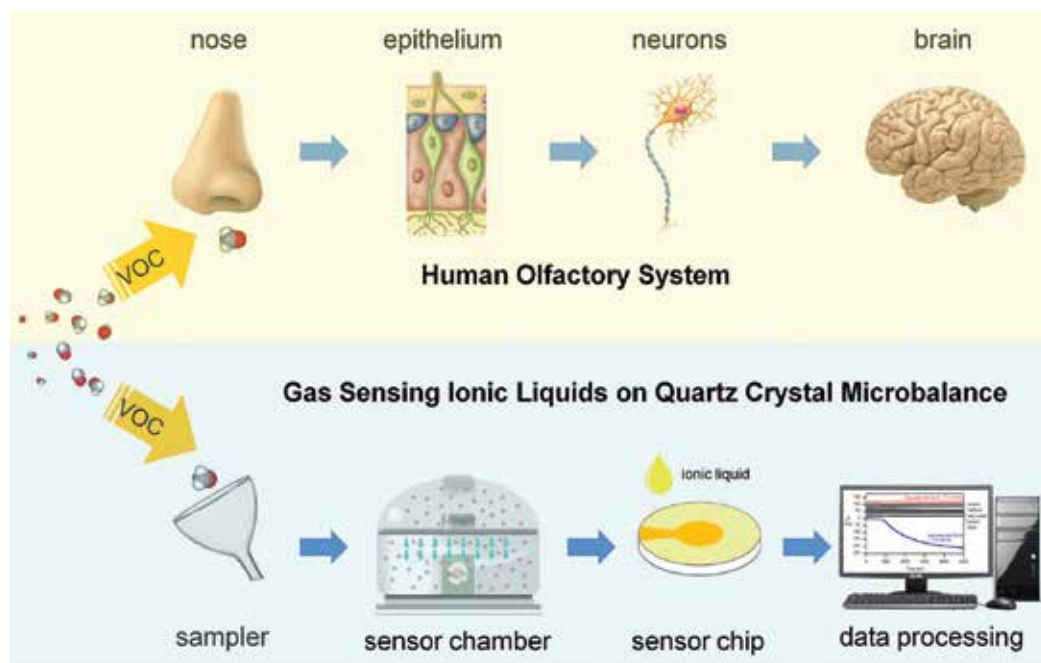 nose
epithelium
neurons
brain
VOC
Human Olfactory System
Gas Sensing Ionic Liquids on Quartz Crystal Microbalance
VOC
ionic liquid
sampler
sensor chamber
sensor chip
data processing